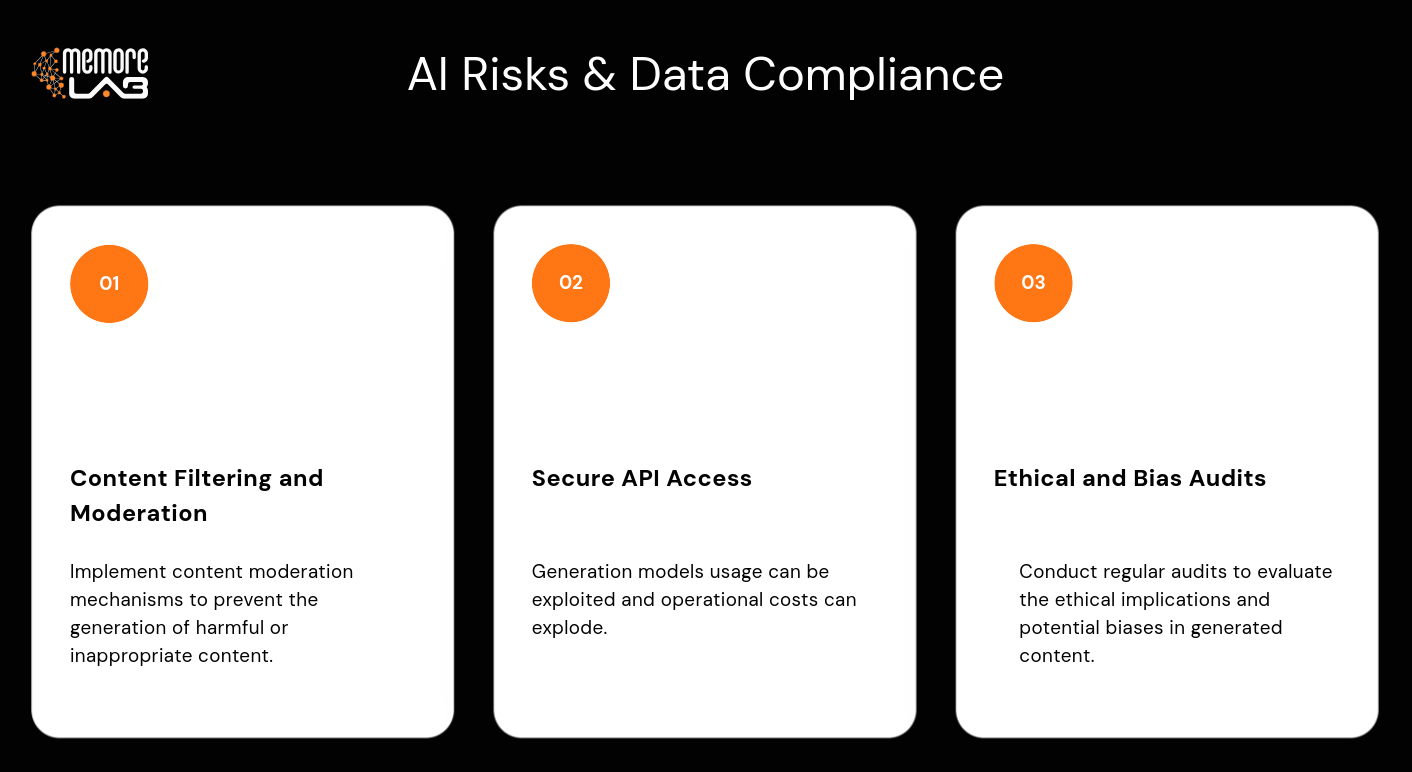 memore
LAB
AI Risks & Data Compliance
01
Content Filtering and
Moderation
Implement content moderation
mechanisms to prevent the
generation of harmful or
inappropriate content.
02
Secure API Access
Generation models usage can be
exploited and operational costs can
explode.
03
Ethical and Bias Audits
Conduct regular audits to evaluate
the ethical implications and
potential biases in generated
content.